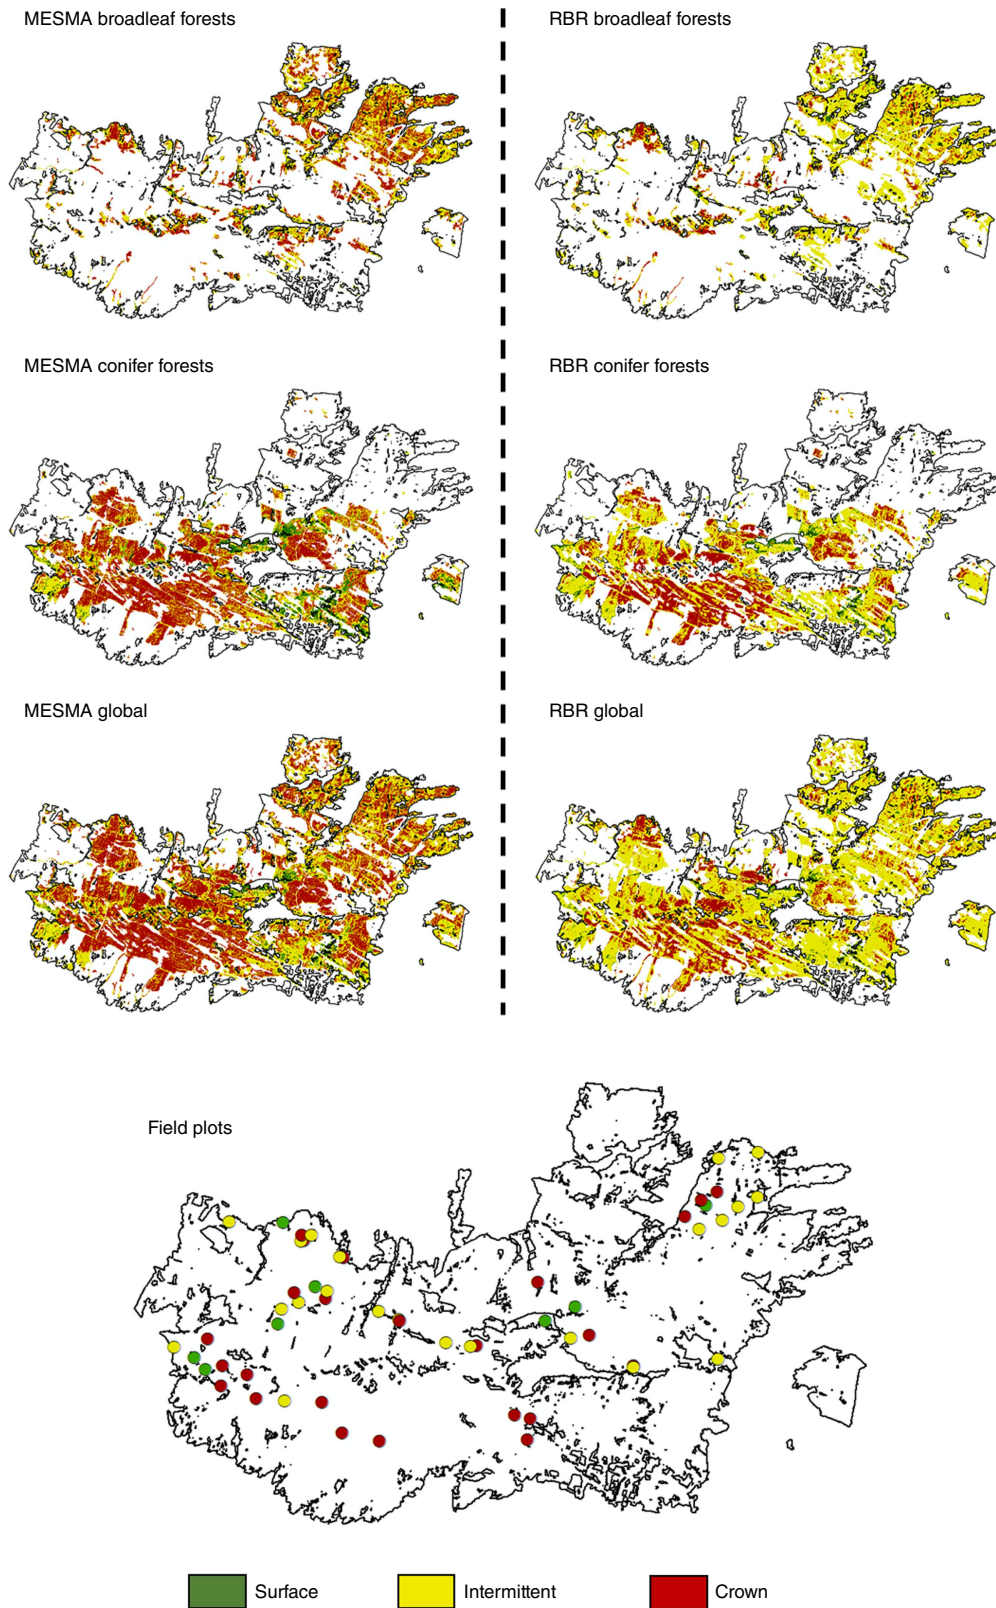 MESMA broadleaf forests
RBR broadleaf forests
MESMA conifer forests
RBR conifer forests
MESMA global
RBR global
Field plots
Surface
Intermittent
Crown